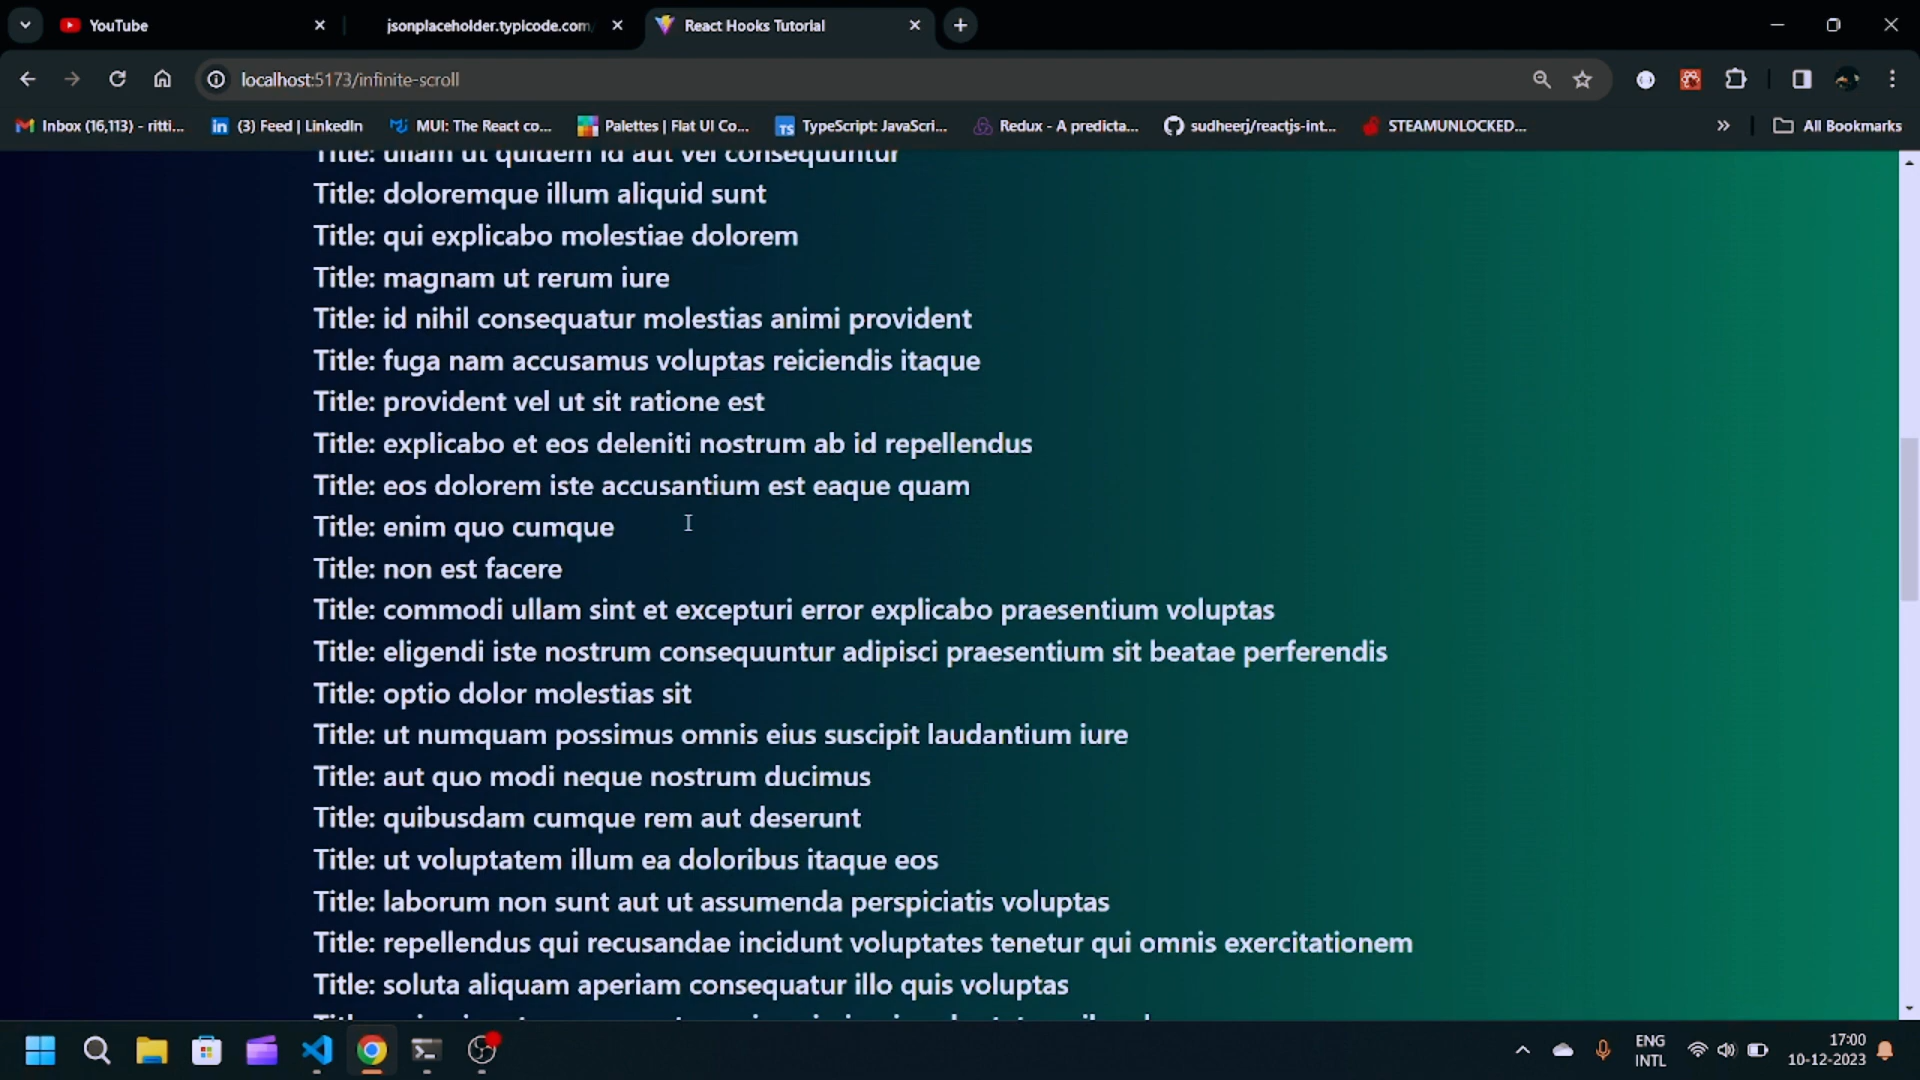 YouTube
jsonplaceholder.typicode.com/
React Hooks Tutorial
localhost:5173/infinite-scroll
Inbox (16,113) - ritti...
(3) Feed | LinkedIn
MUI: The React co...
Palettes | Flat UI Co...
TypeScript: JavaScri...
Redux - A predicta...
sudheerj/reactjs-int...
STEAMUNLOCKED...
All Bookmarks
Title: ullam ut quidem id aut vel consequuntur
Title: doloremque illum aliquid sunt
Title: qui explicabo molestiae dolorem
Title: magnam ut rerum iure
Title: id nihil consequatur molestias animi provident
Title: fuga nam accusamus voluptas reiciendis itaque
Title: provident vel ut sit ratione est
Title: explicabo et eos deleniti nostrum ab id repellendus
Title: eos dolorem iste accusantium est eaque quam
Title: enim quo cumque
Title: non est facere
Title: commodi ullam sint et excepturi error explicabo praesentium voluptas
Title: eligendi iste nostrum consequuntur adipisci praesentium sit beatae perferendis
Title: optio dolor molestias sit
Title: ut numquam possimus omnis eius suscipit laudantium iure
Title: aut quo modi neque nostrum ducimus
Title: quibusdam cumque rem aut deserunt
Title: ut voluptatem illum ea doloribus itaque eos
Title: laborum non sunt aut ut assumenda perspiciatis voluptas
Title: repellendus qui recusandae incidunt voluptates tenetur qui omnis exercitationem
Title: soluta aliquam aperiam consequatur illo quis voluptas
ENG
INTL
17:00
10-12-2023